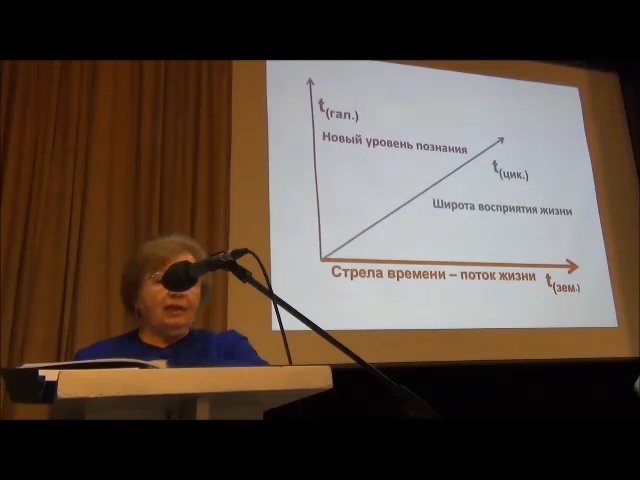 t(гал.)
Новый уровень познания
t(цик.)
Широта восприятия жизни
Стрела времени – поток жизни
t(зем.)